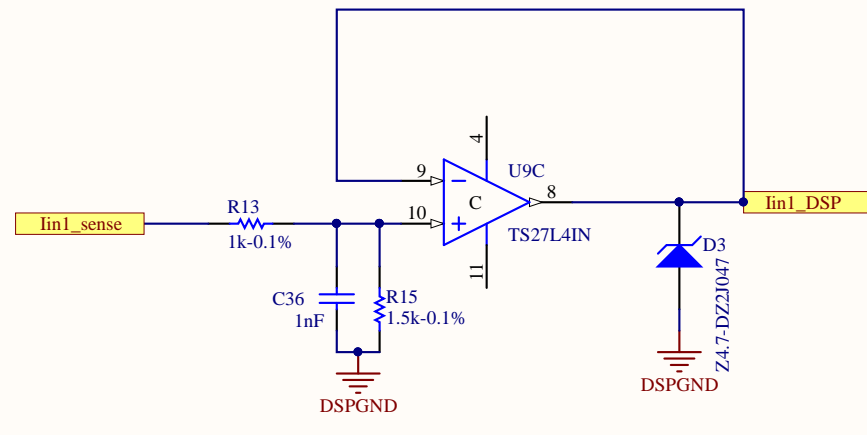 4
9
U9C
8
C
R13
10
Iin1_sense
Iin1_DSP
1k-0.1%
TS27L4IN
D3
11
C36
R15
1nF
1.5k-0.1%
Z4.7-DZ2J047
DSPGND
DSPGND